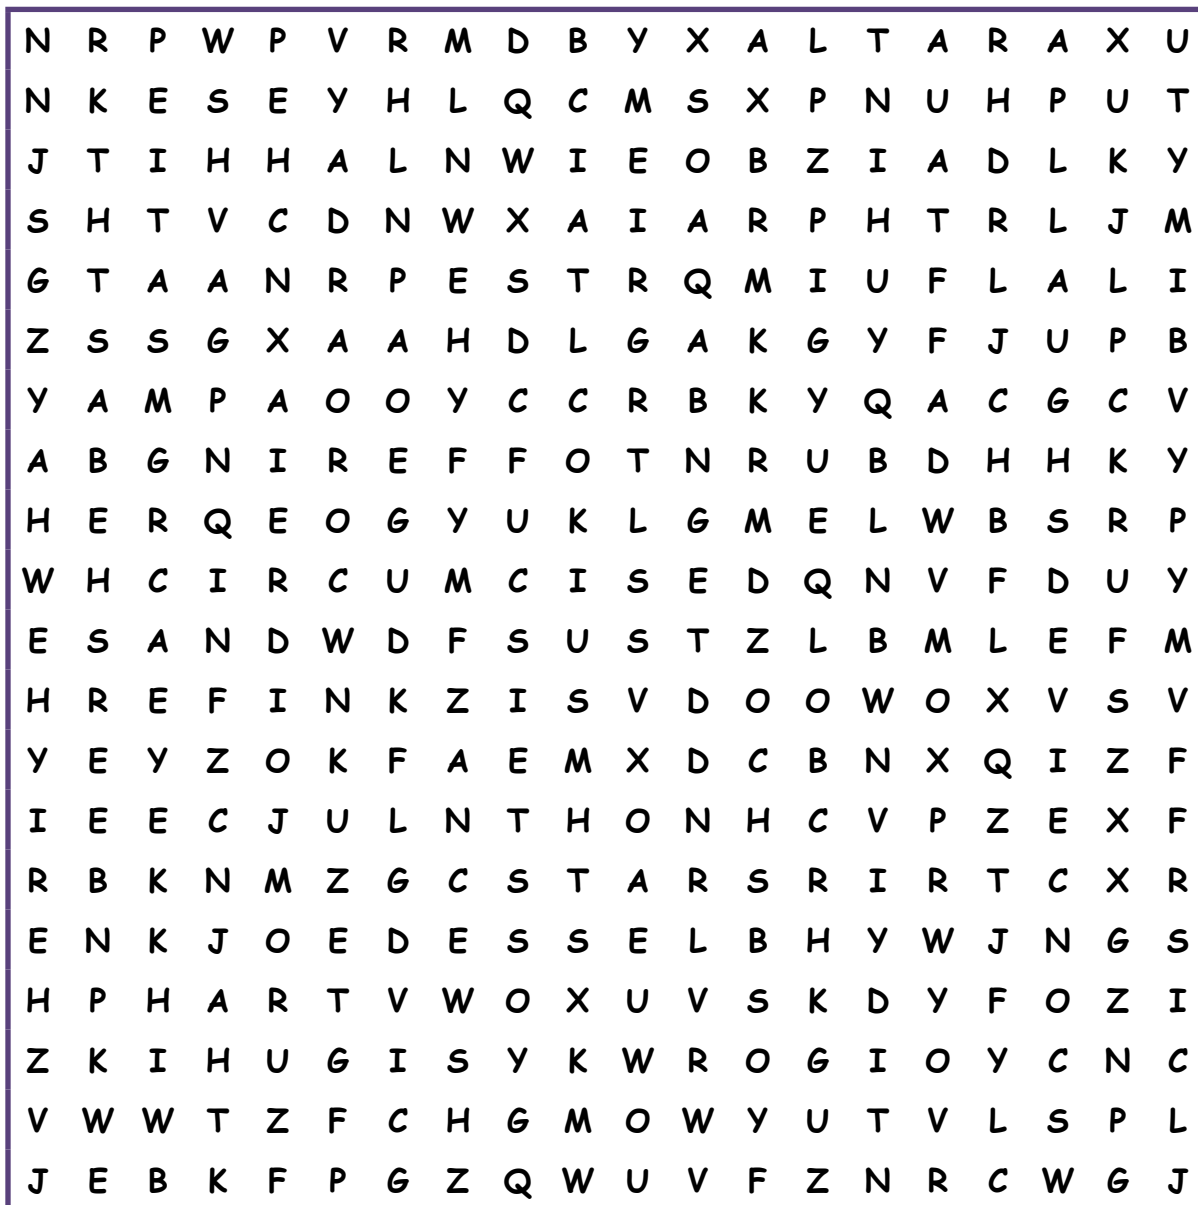 N R P W P V R M D B Y X A L T A R A X U
N K E S E Y H L Q C M S X P N U H P U T
J T I H H A L N W I E O B Z I A D L K Y
S H T V C D N W X A I A R P H T R L J M
G T A A N R P E S T R Q M I U F L A L I
Z S S G X A A H D L G A K G Y F J U P B
Y A M P A O O Y C C R B K Y Q A C G C V
A B G N I R E F F O T N R U B D H H K Y
H E R Q E O G Y U K L G M E L W B S R P
W H C I R C U M C I S E D Q N V F D U Y
E S A N D W D F S U S T Z L B M L E F M
H R E F I N K Z I S V D O O W O X V S V
Y E Y Z O K F A E M X D C B N X Q I Z F
I E E C J U L N T H O N H C V P Z E X F
R B K N M Z G C S T A R S R I R T C X R
E N K J O E D E S S E L B H Y W J N G S
H P H A R T V W O X U V S K D Y F O Z I
Z K I H U G I S Y K W R O G I O Y C N C
V W W T Z F C H G M O W Y U T V L S P L
J E B K F P G Z Q W U V F Z N R C W G J